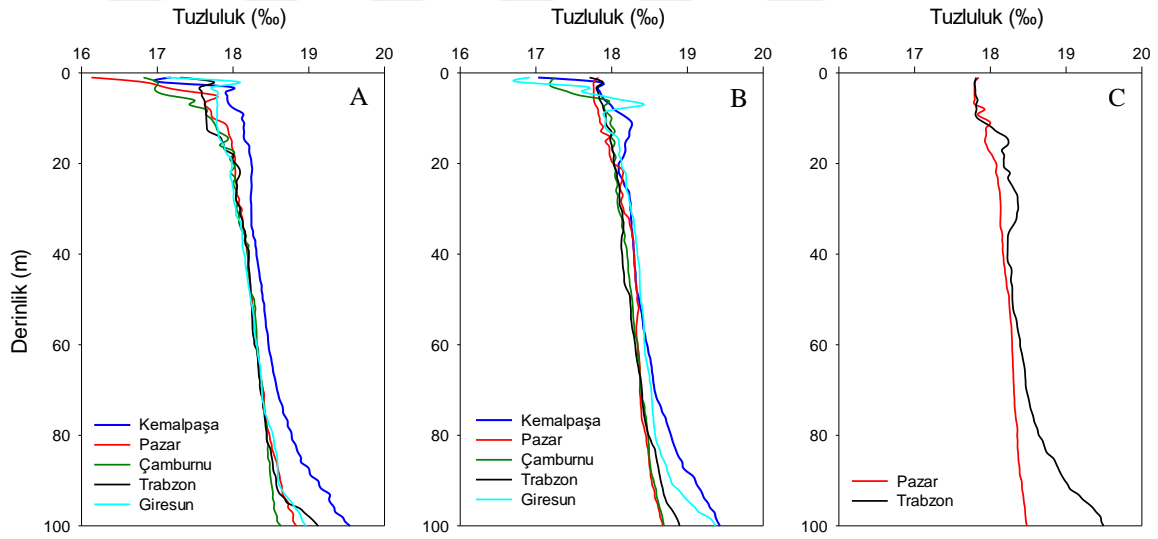 Tuzluluk (‰) Tuzluluk (‰) Tuzluluk (‰)
16 17 18 19 20 16 17 18 19 20 16 17 18 19 20
0 0 0
A B C
20 20 20
40 40 40
Derinlik (m)
60 60 60
80 80 80
Kemalpaşa
Pazar
Çamburnu
Trabzon
Giresun
Kemalpaşa
Pazar
Çamburnu
Trabzon
Giresun
Pazar
Trabzon
100 100 100